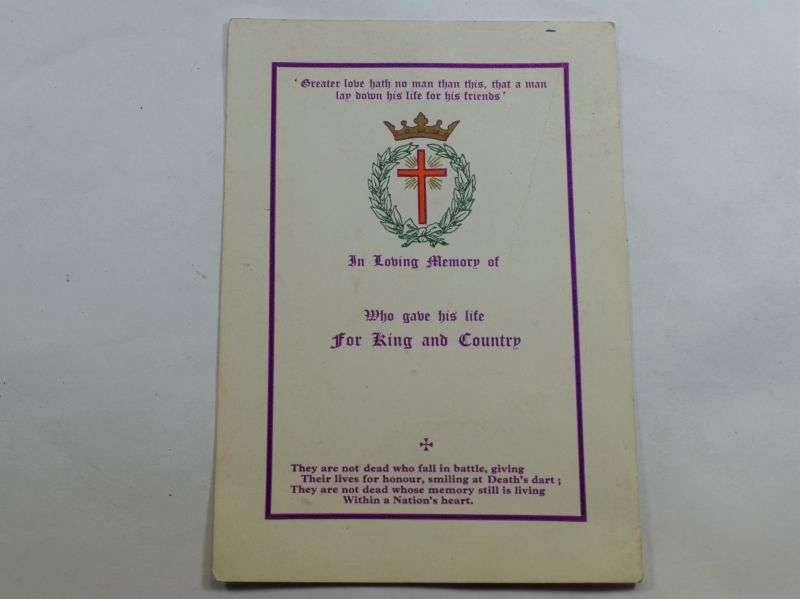 ‘Greater love hath no man than this, that a man
lay down his life for his friends’
In Loving Memory of
Who gave his life
For King and Country
They are not dead who fall in battle, giving
Their lives for honour, smiling at Death's dart ;
They are not dead whose memory still is living
Within a Nation's heart.